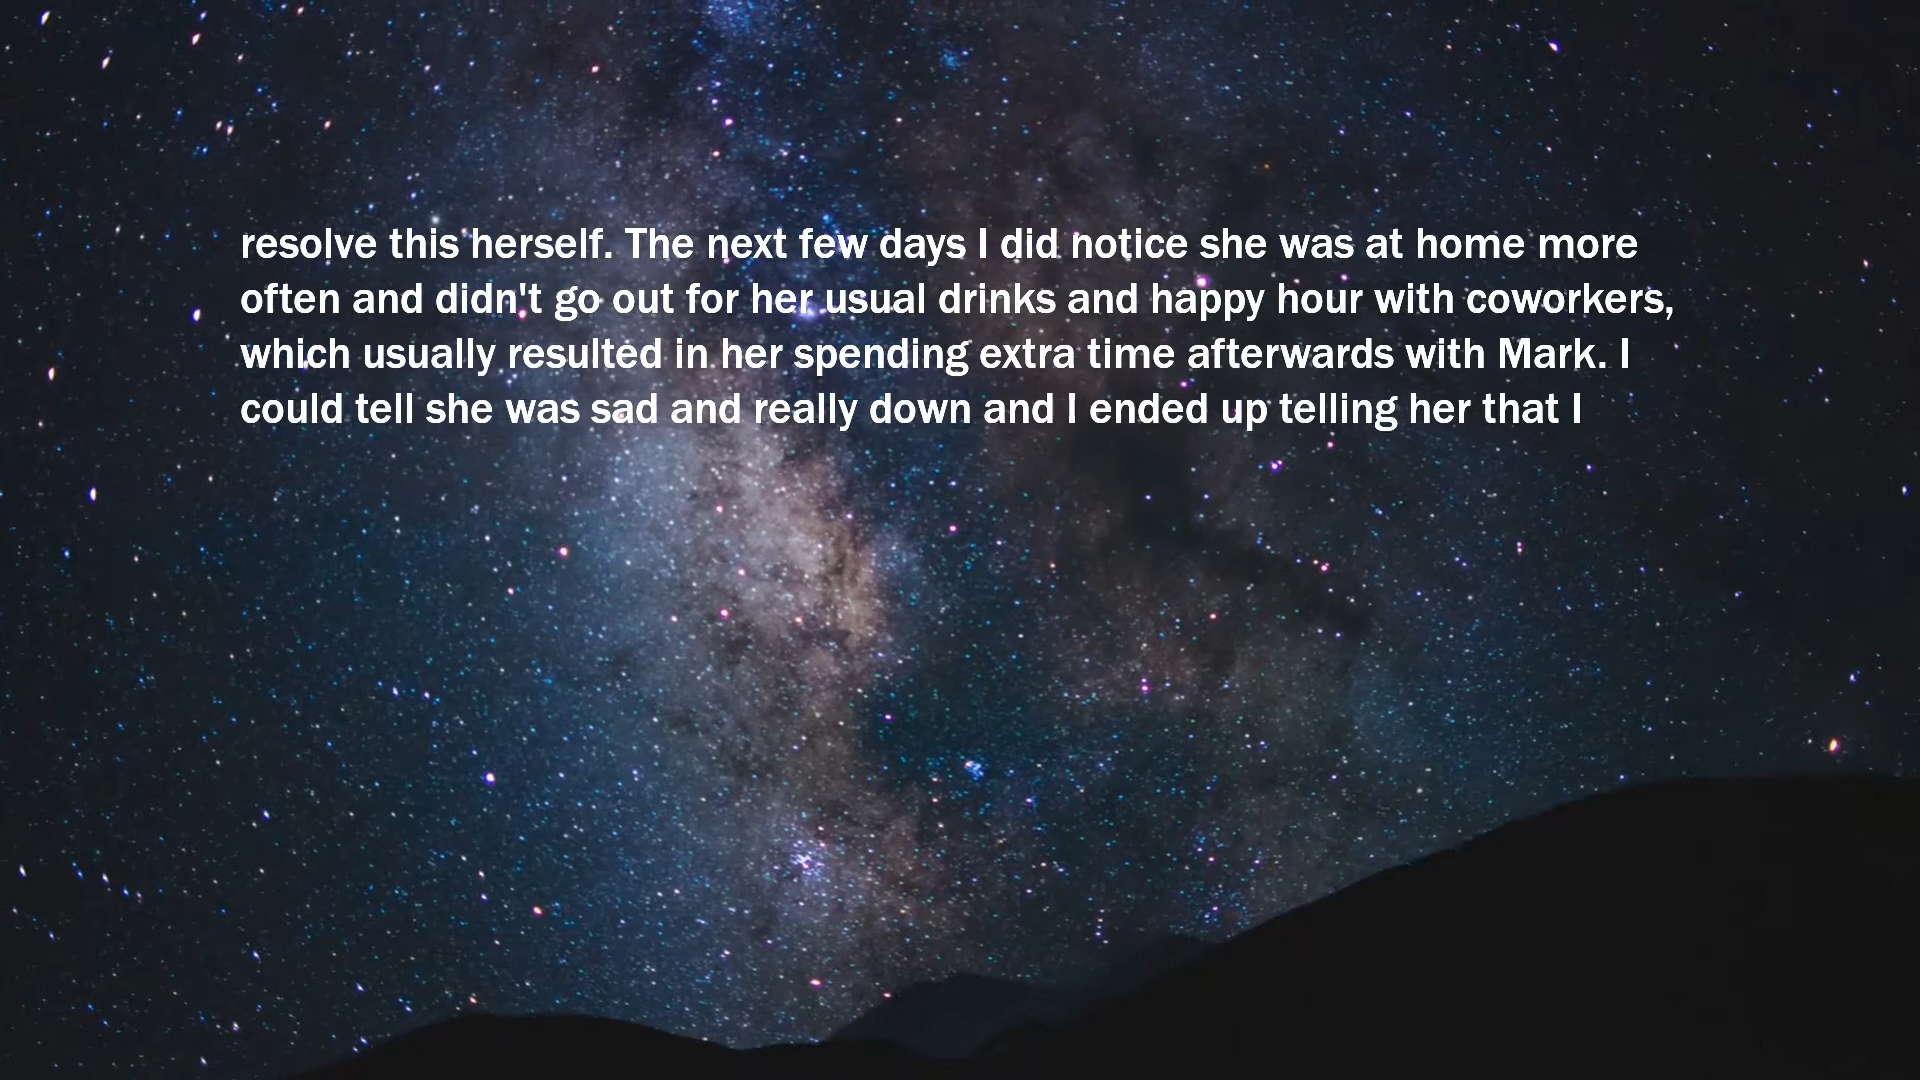 resolve this herself. The next few days I did notice she was at home more
often and didn't go out for her usual drinks and happy hour with coworkers,
which usually resulted in her spending extra time afterwards with Mark. I
could tell she was sad and really down and I ended up telling her that I